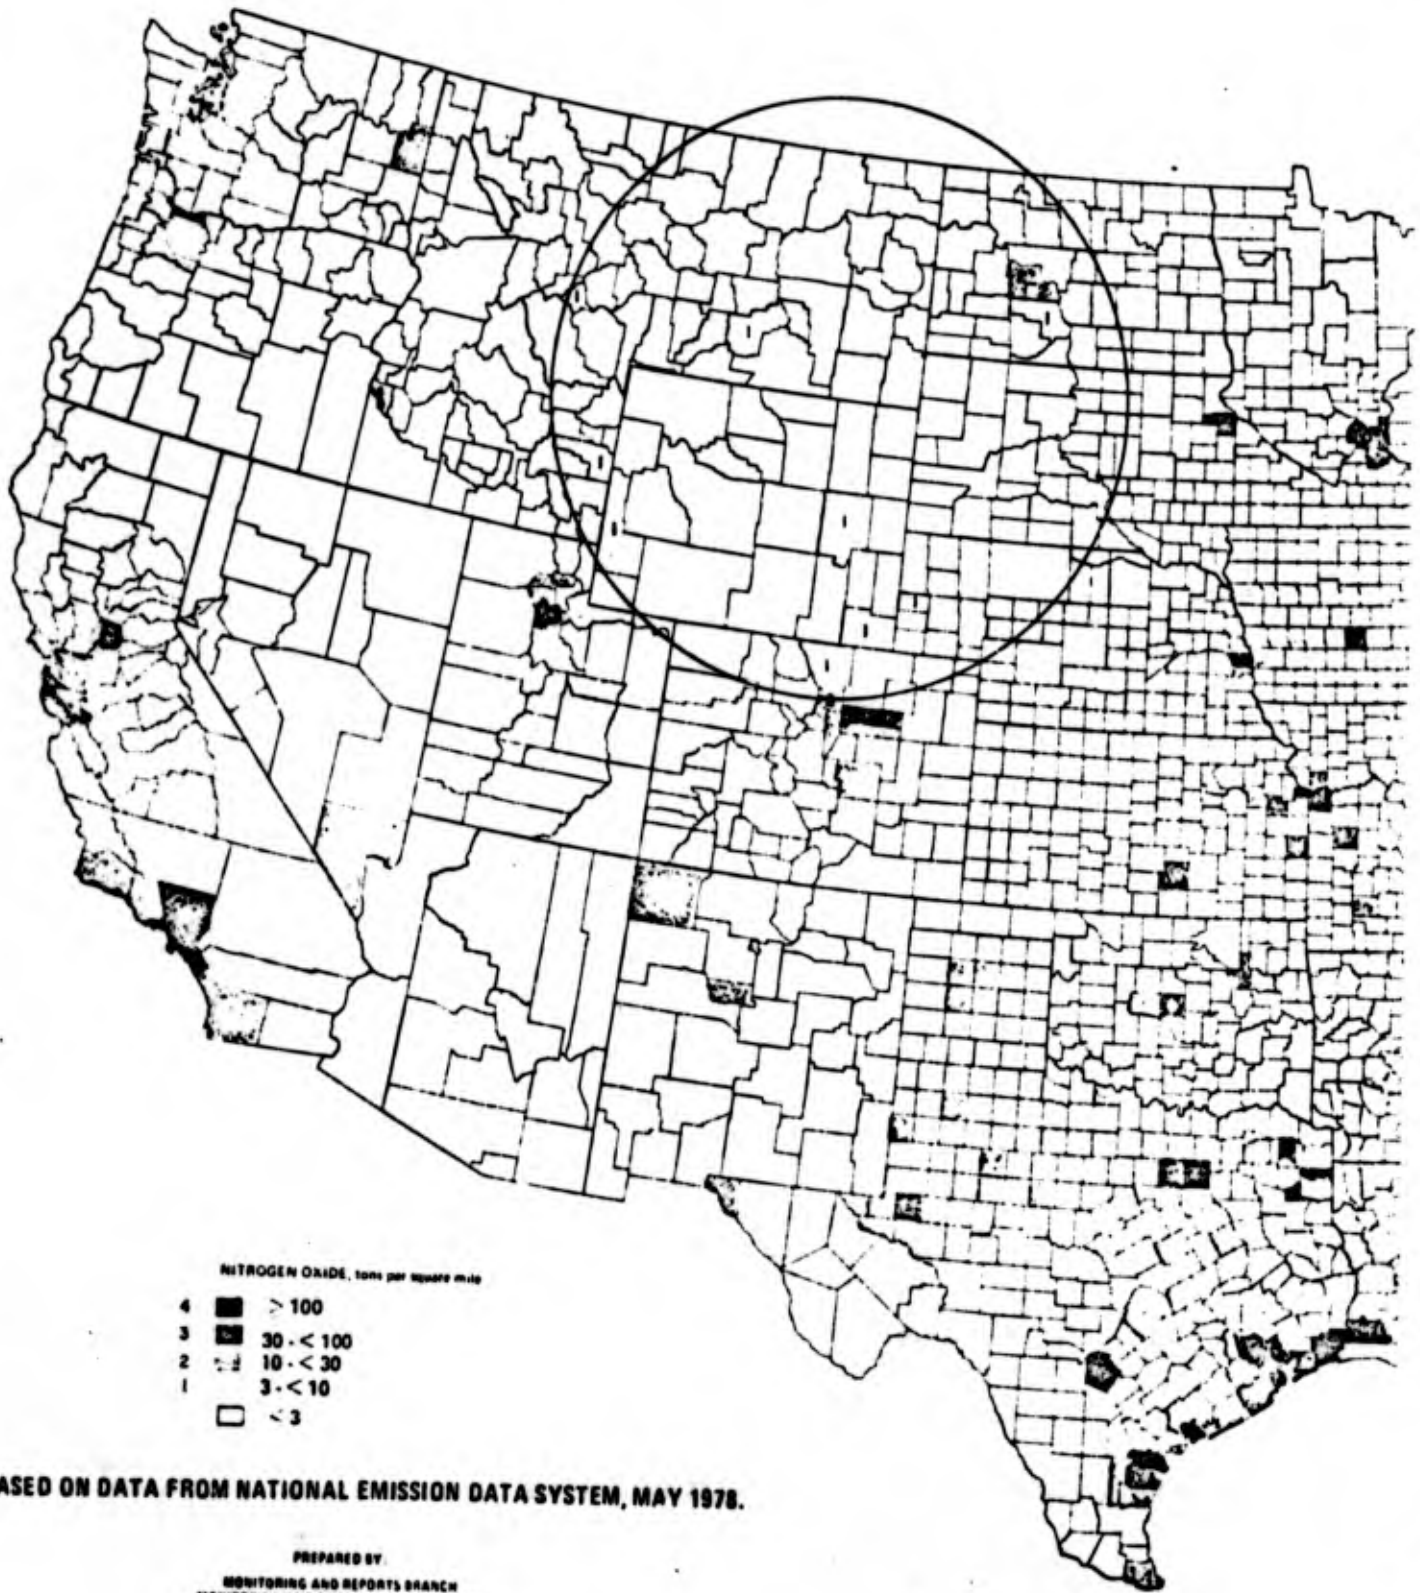 NITROGEN OXIDE, tons per square mile
4 > 100
3 30 - < 100
2 10 - < 30
1 3 - < 10
< 3
ASED ON DATA FROM NATIONAL EMISSION DATA SYSTEM, MAY 1978.
PREPARED BY:
MONITORING AND REPORTS BRANCH